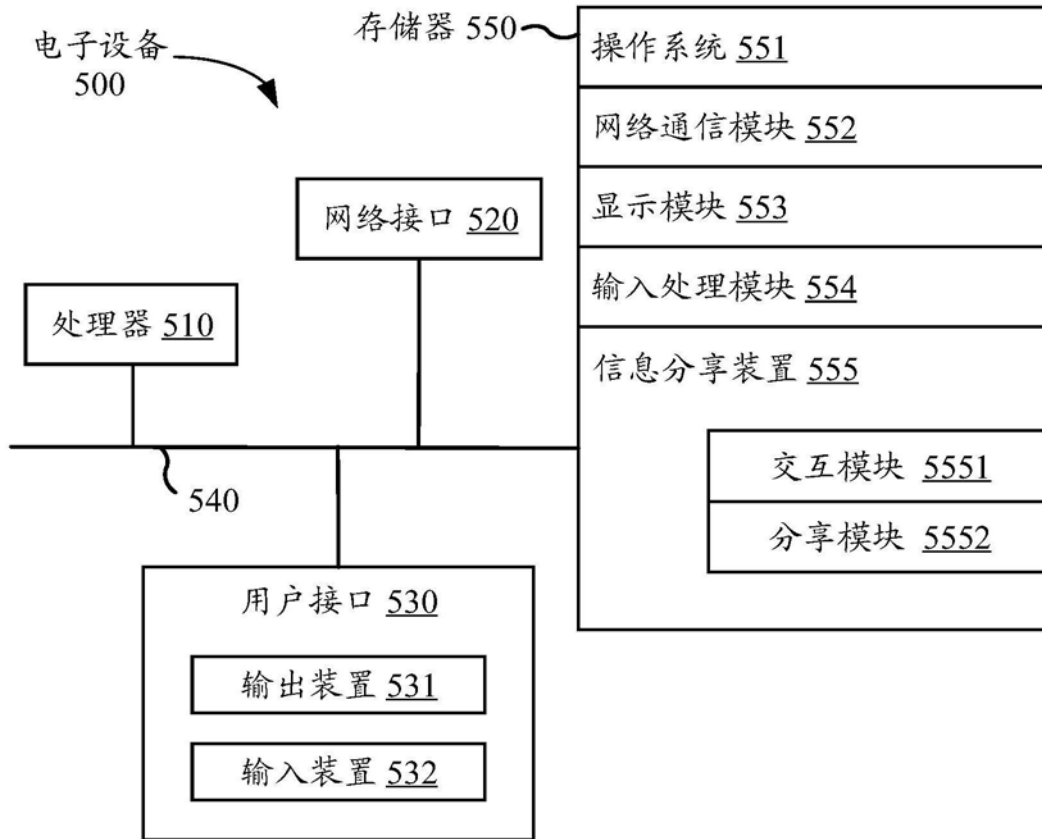 电子设备
500
存储器 550
操作系统 551
网络通信模块 552
显示模块 553
输入处理模块 554
信息分享装置 555
交互模块 5551
分享模块 5552
网络接口 520
处理器 510
540
用户接口 530
输出装置 531
输入装置 532